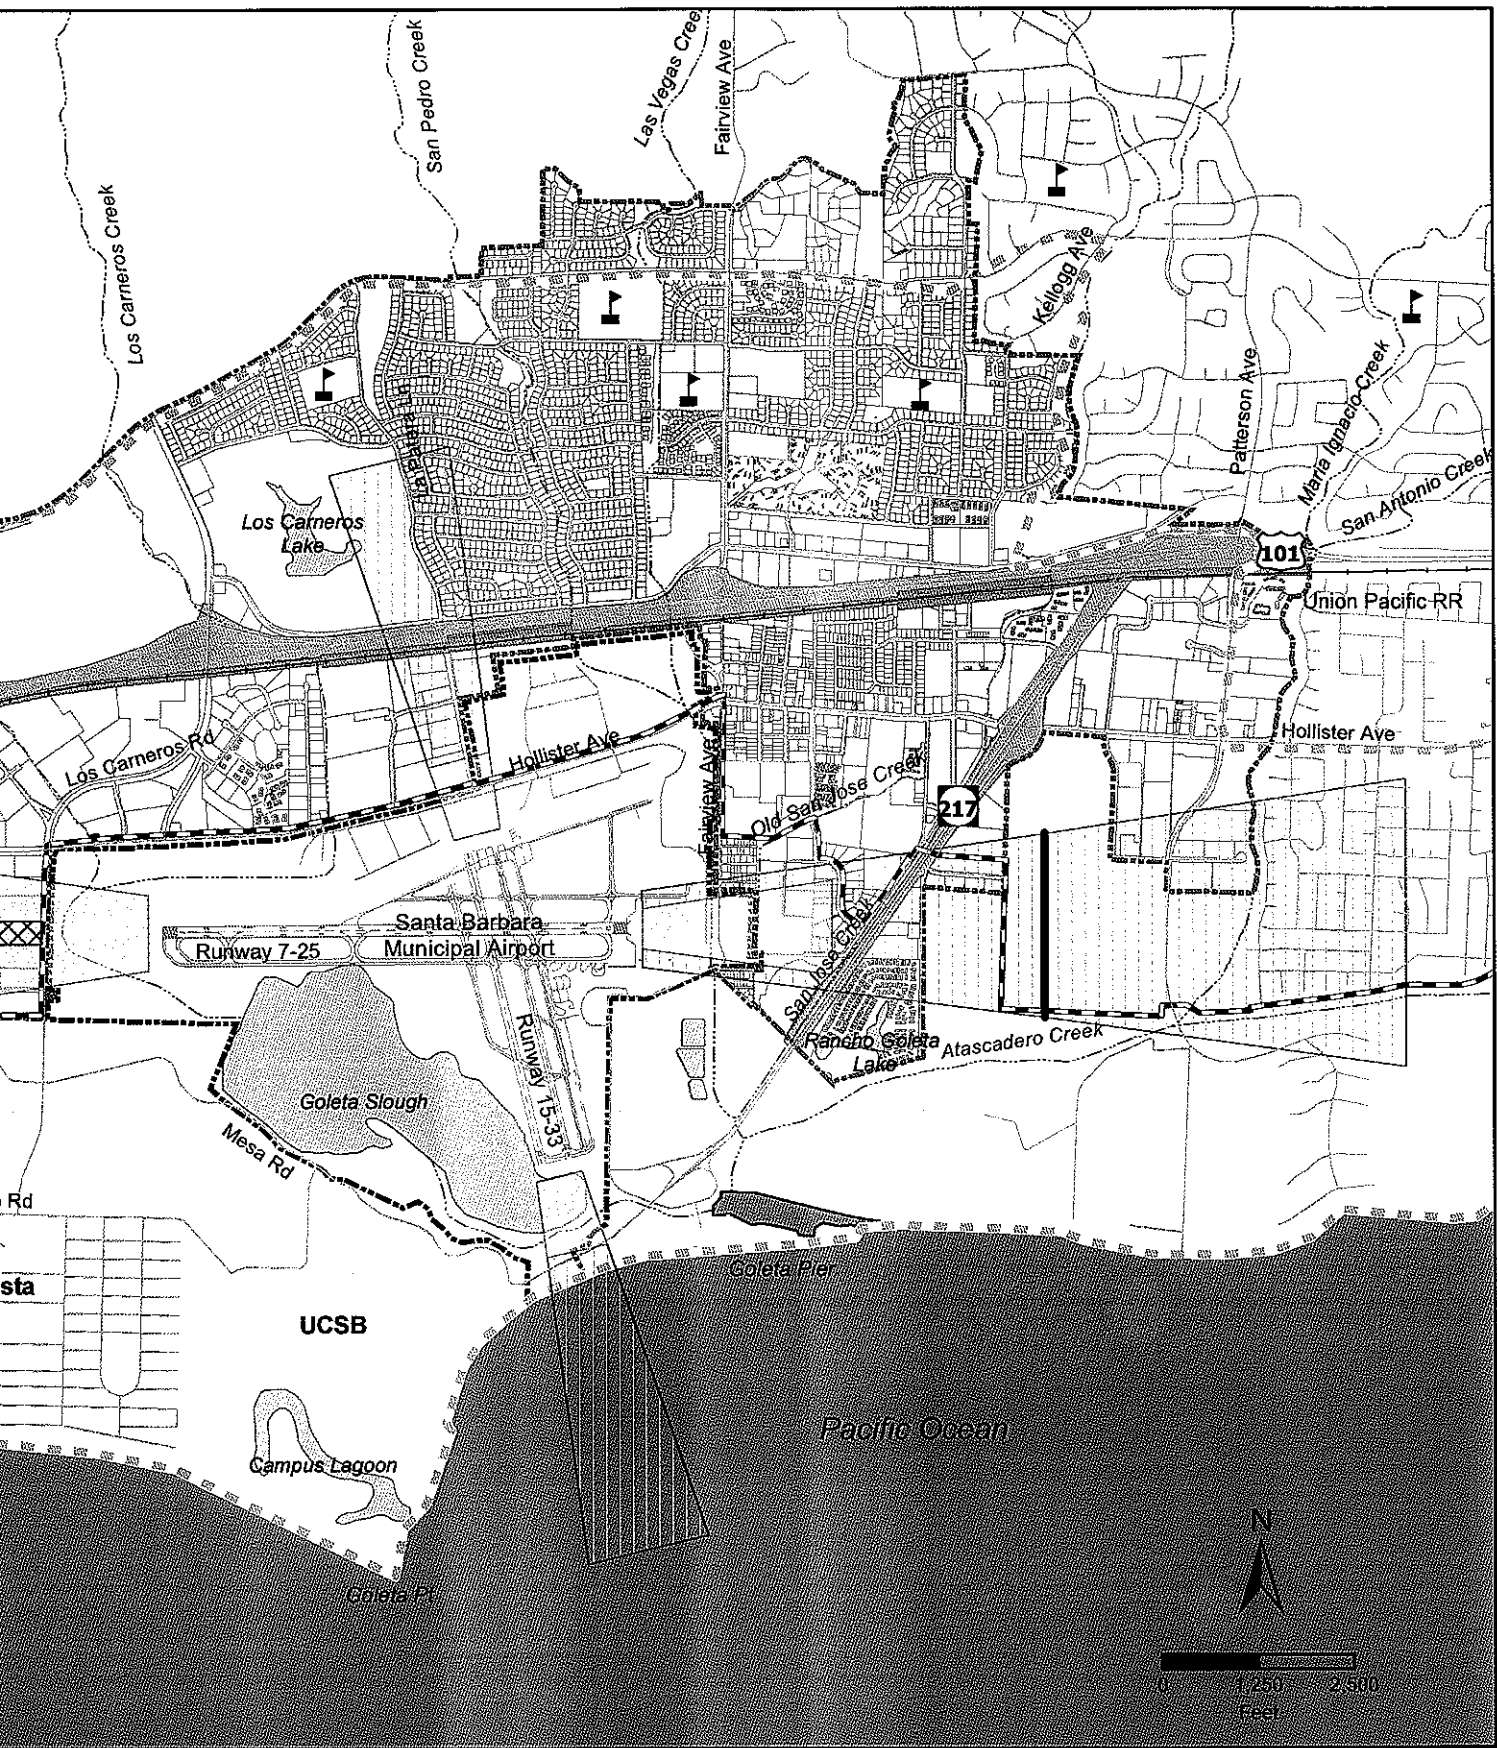 Los Carneros Creek
San Pedro Creek
Las Vegas Creek
Fairview Ave
Kellogg Ave
Patterson Ave
Maria Ignacio Creek
San Antonio Creek
La Patera Ln
Los Carneros
Lake
101
Union Pacific RR
Hollister Ave
Los Carneros Rd
Hollister Ave
Fairview Ave
Old San Jose Creek
217
Santa Barbara
Municipal Airport
Runway 7-25
San Jose Creek
Runway 15-33
Rancho Goleta
Lake
Atascadero Creek
Goleta Slough
Mesa Rd
Rd
sta
UCSB
Goleta Pier
Pacific Ocean
Campus Lagoon
Goleta Pt
N
0 1,250 2,500
Feet